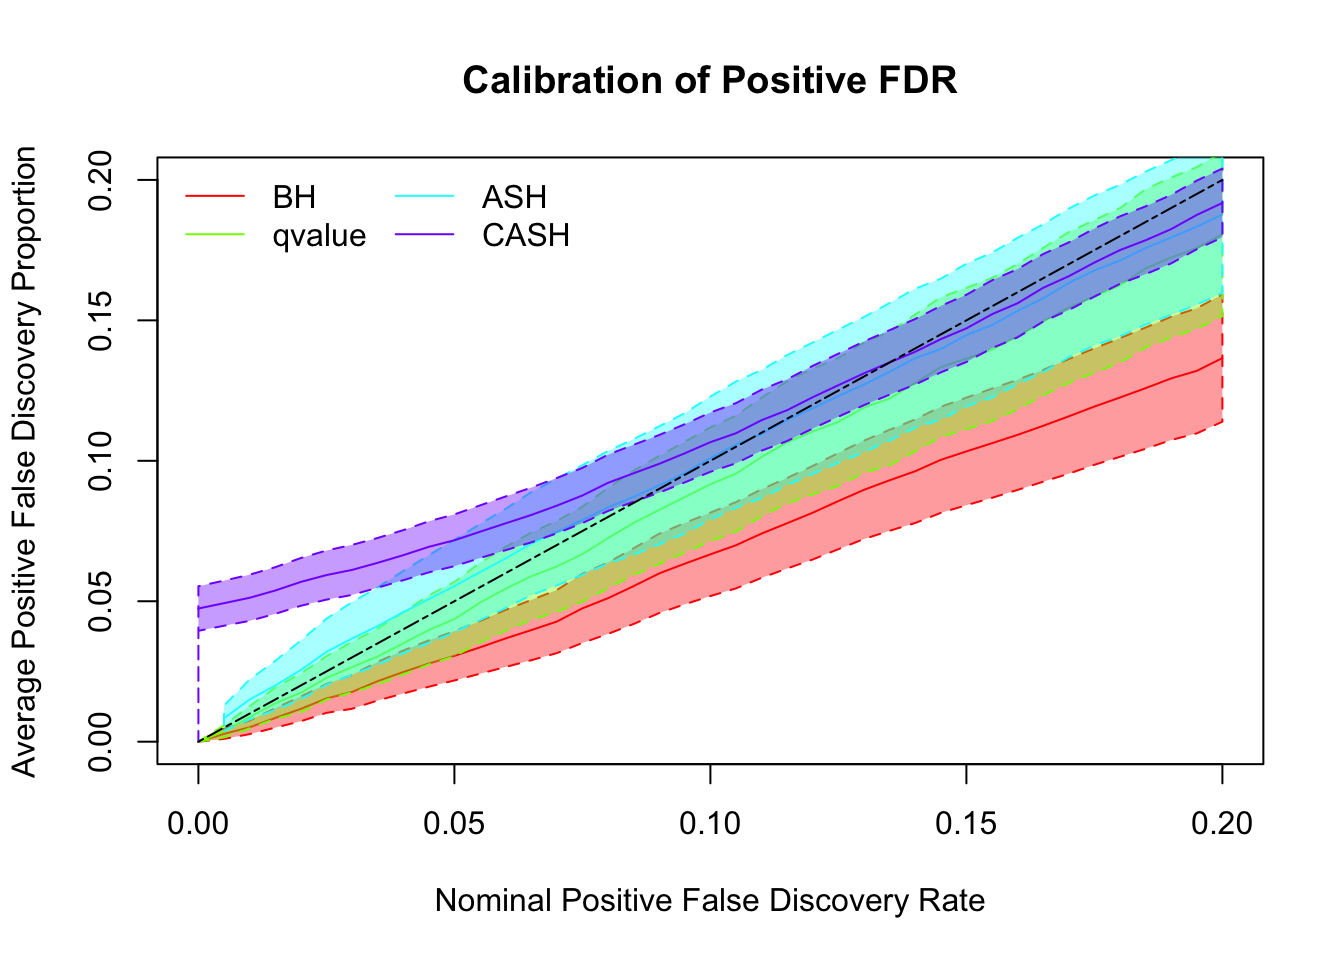 Calibration of Positive FDR
Average Positive False Discovery Proportion
0.20
0.15
0.10
0.05
0.00
BH
qvalue
ASH
CASH
0.00 0.05 0.10 0.15 0.20
Nominal Positive False Discovery Rate